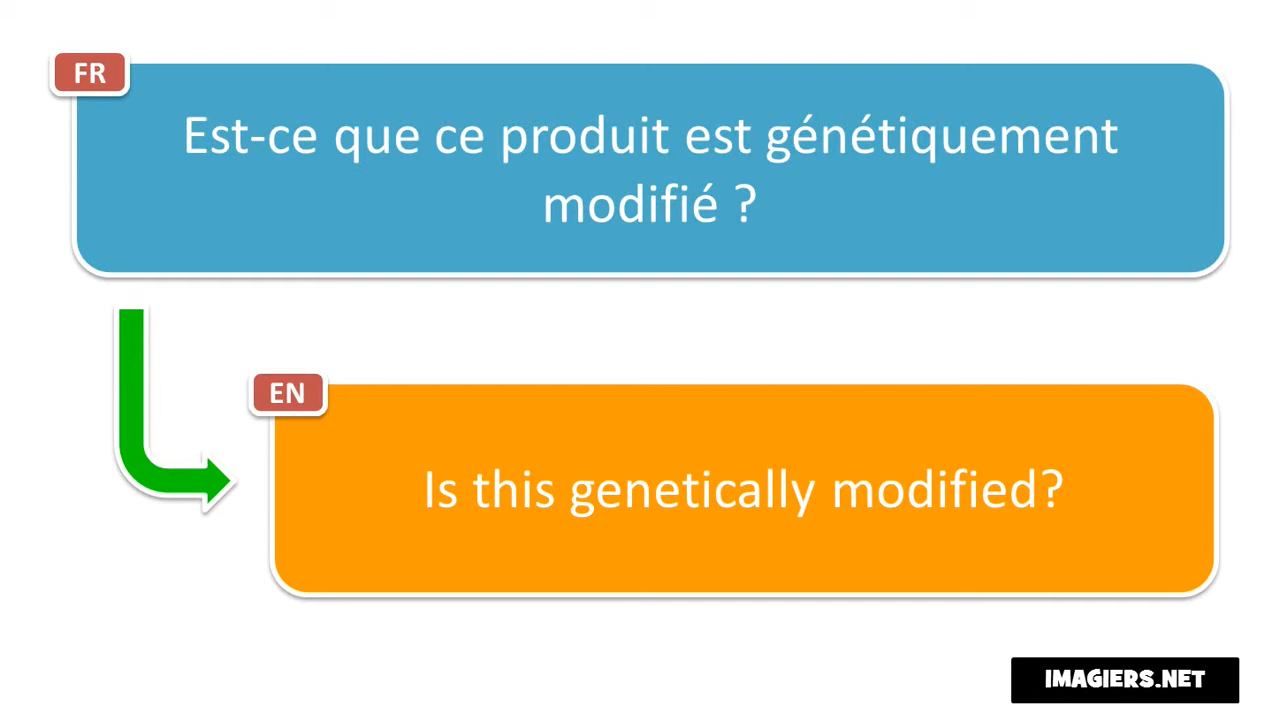 FR
Est-ce que ce produit est génétiquement
modifié ?
EN
Is this genetically modified?
IMAGIERS.NET